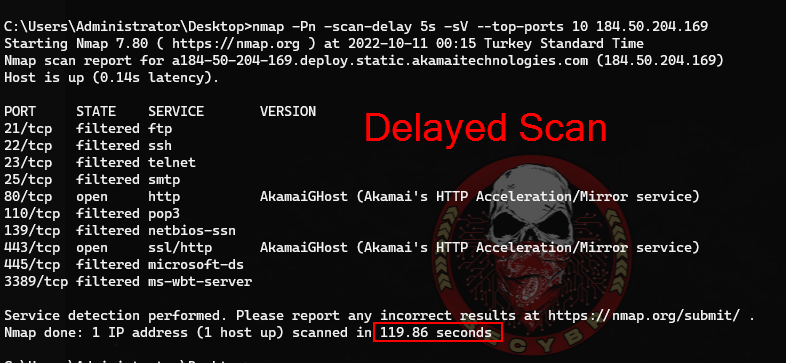 C:\Users\Administrator\Desktop>nmap -Pn -scan-delay 5s -sV --top-ports 10 184.50.204.169
Starting Nmap 7.80 ( https://nmap.org ) at 2022-10-11 00:15 Turkey Standard Time
Nmap scan report for a184-50-204-169.deploy.static.akamaitechnologies.com (184.50.204.169)
Host is up (0.14s latency).
PORT STATE SERVICE VERSION
Delayed Scan
21/tcp filtered ftp
22/tcp filtered ssh
23/tcp filtered telnet
25/tcp filtered smtp
80/tcp open http AkamaiGHost (Akamai's HTTP Acceleration/Mirror service)
110/tcp filtered pop3
139/tcp filtered netbios-ssn
443/tcp open ssl/http AkamaiGHost (Akamai's HTTP Acceleration/Mirror service)
445/tcp filtered microsoft-ds
3389/tcp filtered ms-wbt-server
Service detection performed. Please report any incorrect results at https://nmap.org/submit/ .
Nmap done: 1 IP address (1 host up) scanned in 119.86 seconds